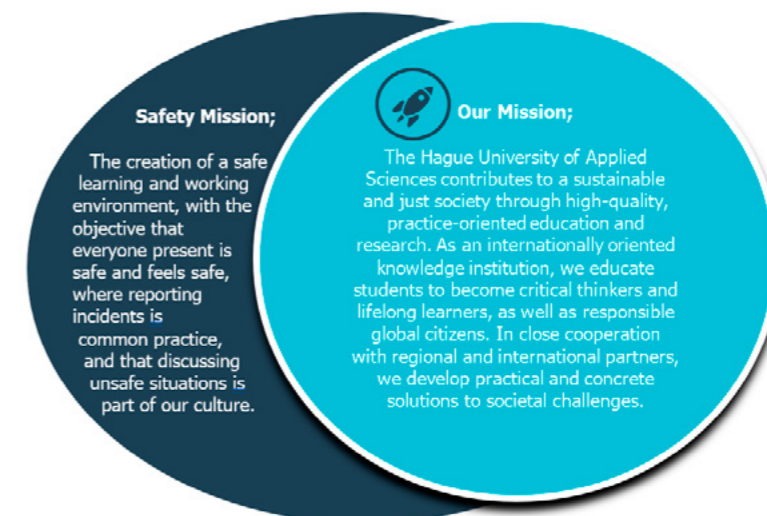 Safety Mission;
The creation of a safe
learning and working
environment, with the
objective that
everyone present is
safe and feels safe,
where reporting
incidents is
common practice,
and that discussing
unsafe situations is
part of our culture.
Our Mission;
The Hague University of Applied
Sciences contributes to a sustainable
and just society through high-quality,
practice-oriented education and
research. As an internationally oriented
knowledge institution, we educate
students to become critical thinkers and
lifelong learners, as well as responsible
global citizens. In close cooperation
with regional and international partners,
we develop practical and concrete
solutions to societal challenges.